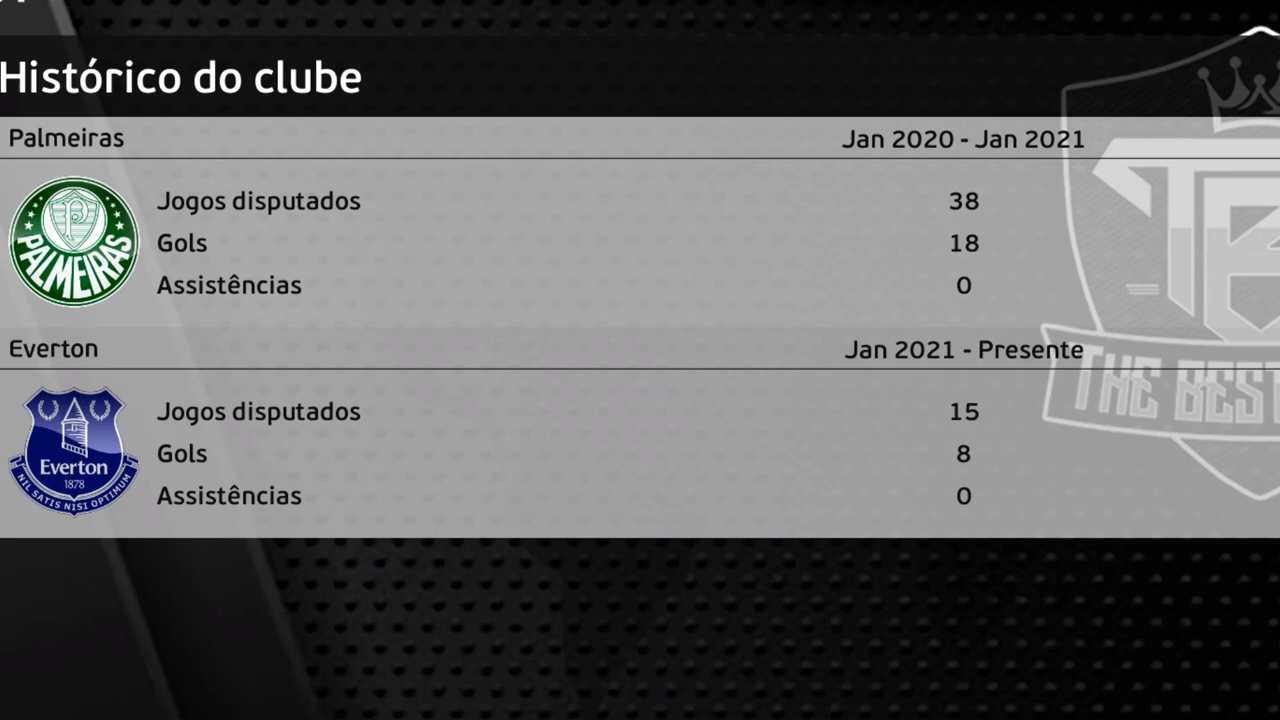 Histórico do clube
Palmeiras Jan 2020 - Jan 2021
PALMEIRAS
Jogos disputados 38
Gols 18
Assistências 0
Everton Jan 2021 - Presente
Everton
1878
NIL SATIS NISI OPTIMUM
Jogos disputados 15
Gols 8
Assistências 0
THE BEST